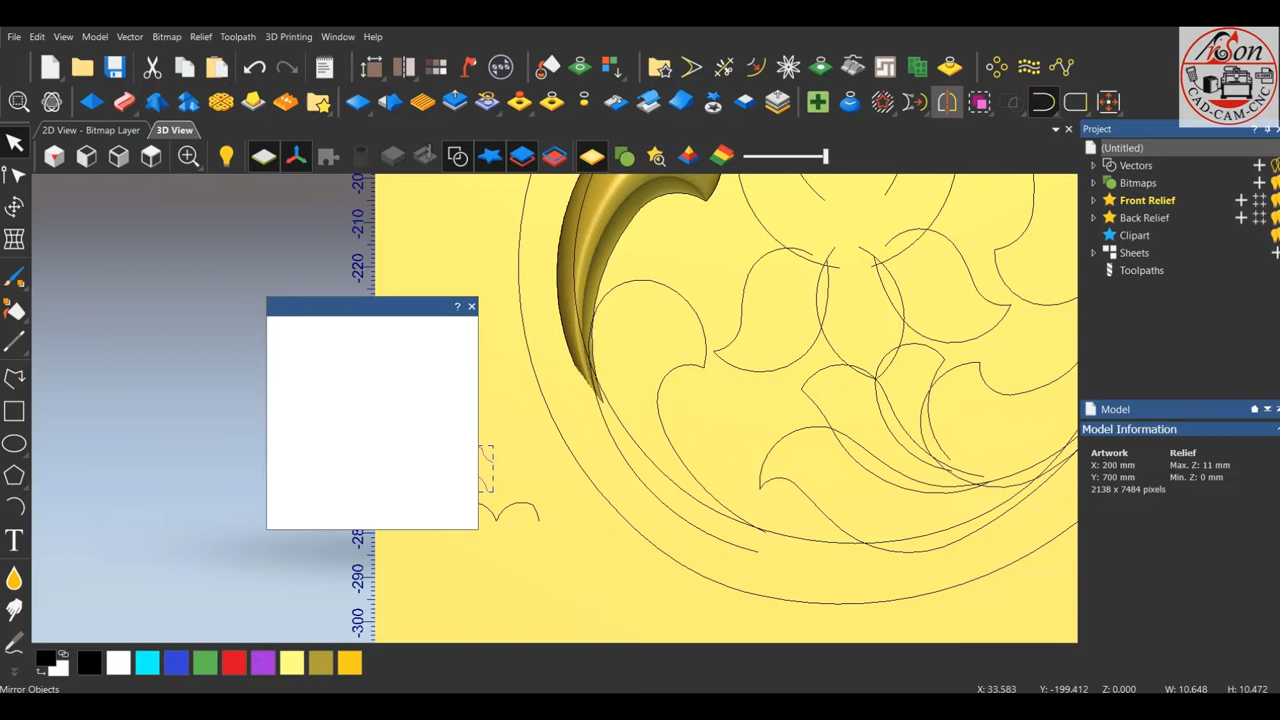 File Edit View Model Vector Bitmap Relief Toolpath 3D Printing Window Help
ArSon
CAD-CAM-CNC
2D View - Bitmap Layer 3D View
Project ?
(Untitled)
Vectors
Bitmaps
Front Relief
Back Relief
Clipart
Sheets
Toolpaths
-210
-220
?
-290
-300
Model
Model Information
Artwork Relief
X: 200 mm Max. Z: 11 mm
Y: 700 mm Min. Z: 0 mm
2138 x 7484 pixels
T
Mirror Objects X: 33.583 Y: -199.412 Z: 0.000 W: 10.648 H: 10.472